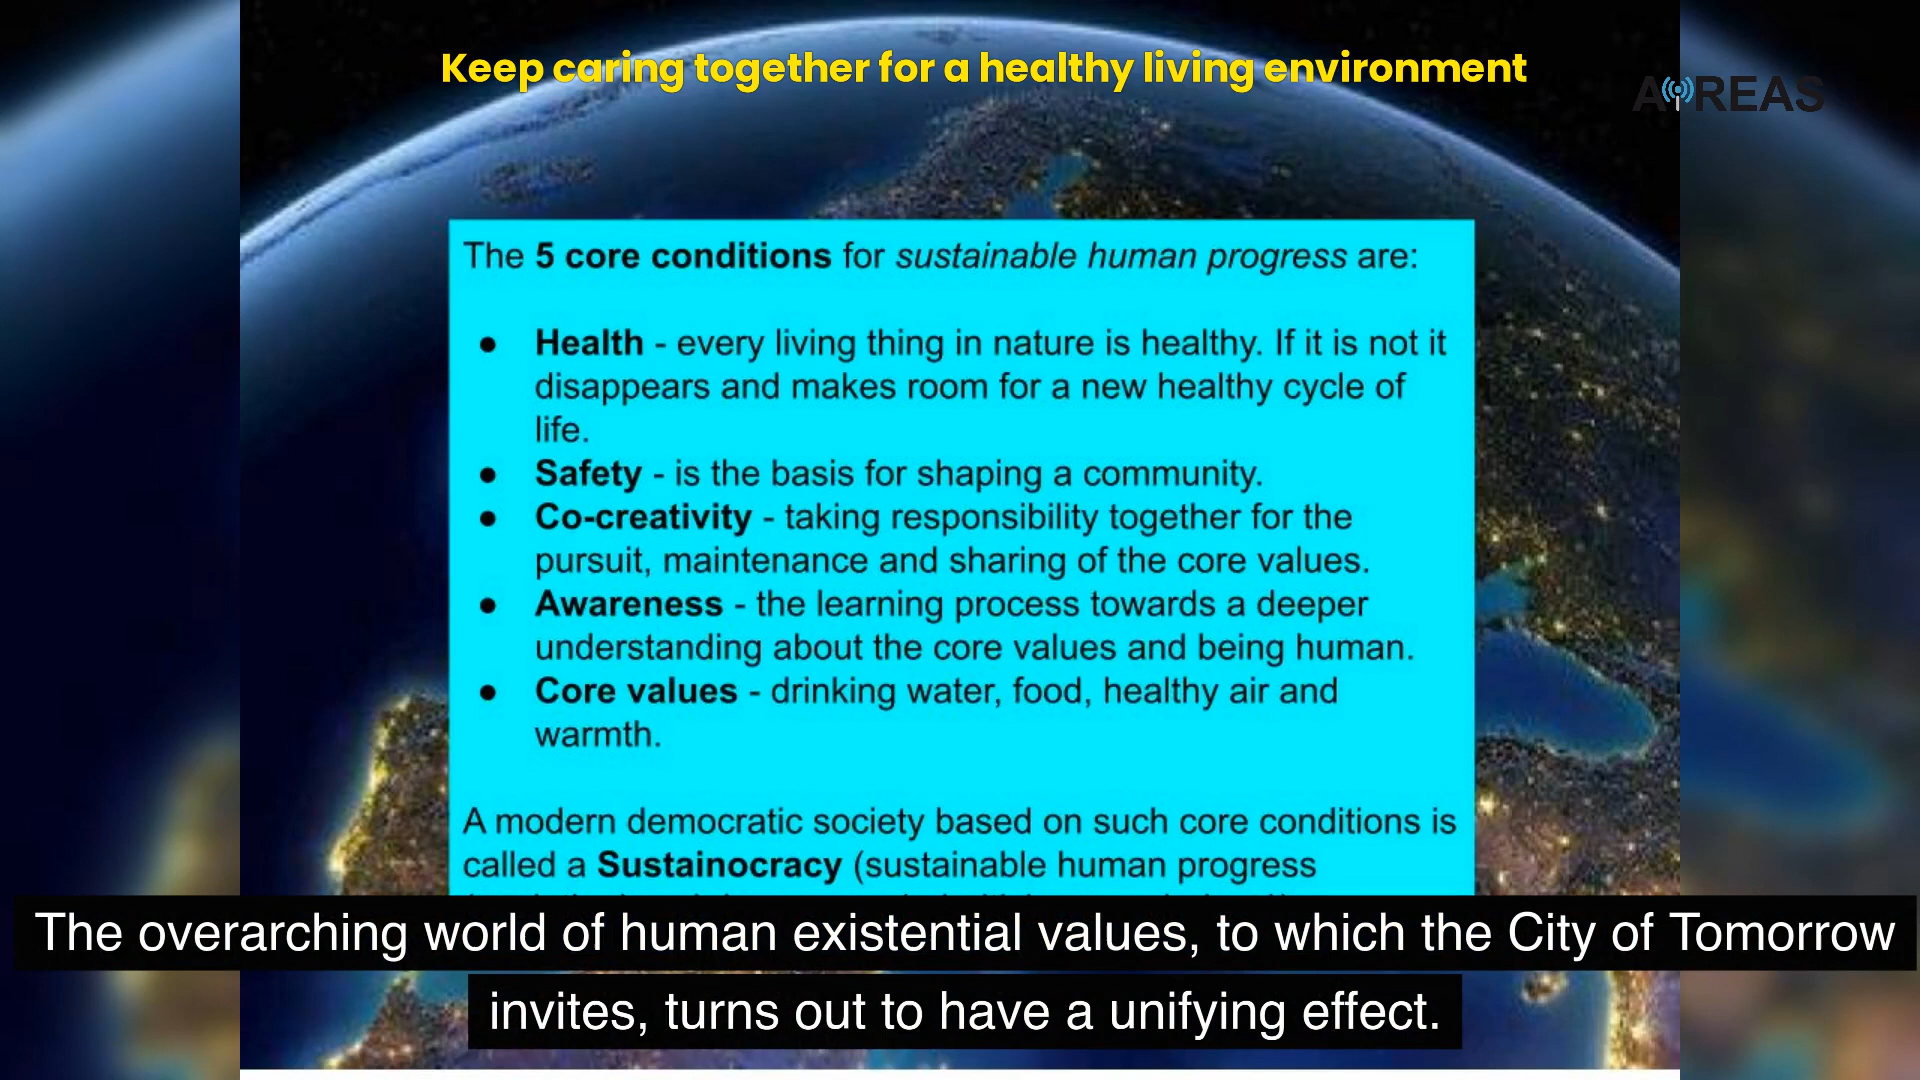 Keep caring together for a healthy living environment
AiREAS
The 5 core conditions for sustainable human progress are:
● Health - every living thing in nature is healthy. If it is not it
disappears and makes room for a new healthy cycle of
life.
● Safety - is the basis for shaping a community.
● Co-creativity - taking responsibility together for the
pursuit, maintenance and sharing of the core values.
● Awareness - the learning process towards a deeper
understanding about the core values and being human.
● Core values - drinking water, food, healthy air and
warmth.
A modern democratic society based on such core conditions is
called a Sustainocracy (sustainable human progress
The overarching world of human existential values, to which the City of Tomorrow
invites, turns out to have a unifying effect.